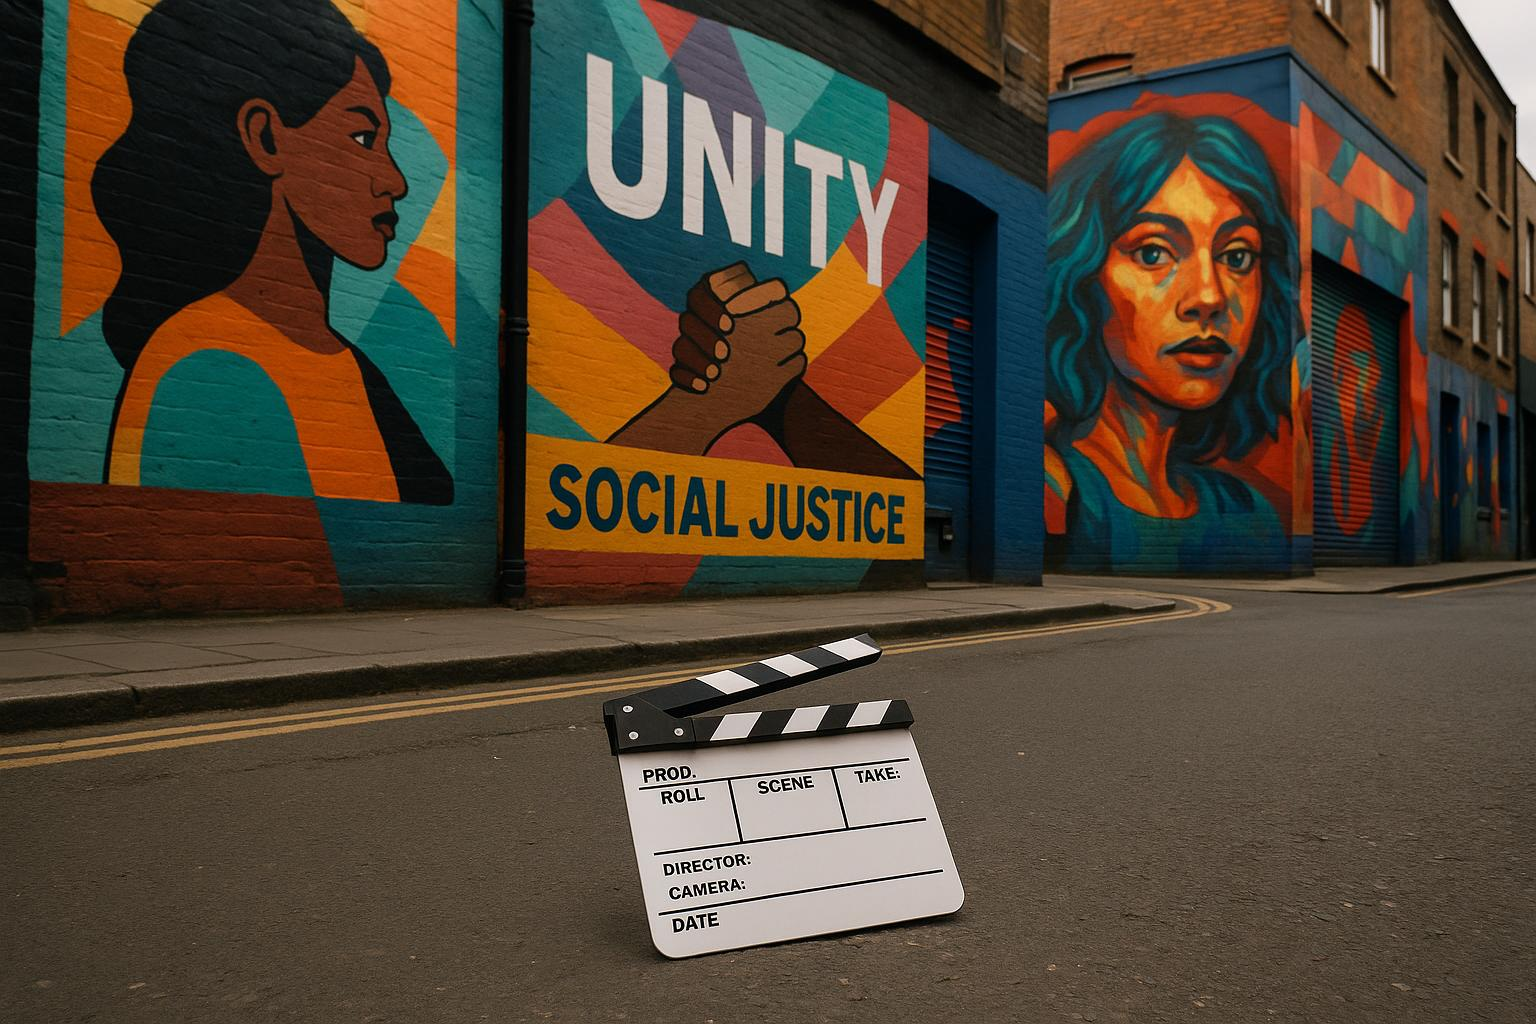 UNITY
SOCIAL JUSTICE
PROD.
ROLL SCENE TAKE:
DIRECTOR:
CAMERA:
DATE